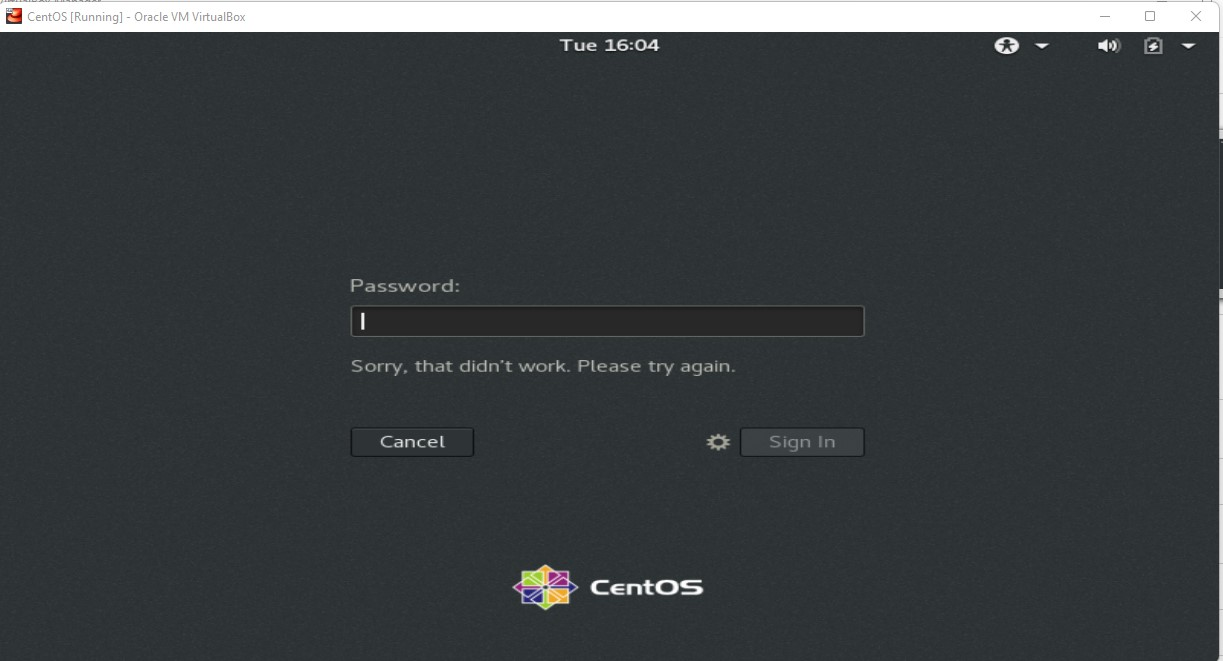 CentOS [Running] - Oracle VM VirtualBox
Tue 16:04
Password:
Sorry, that didn't work. Please try again.
Cancel
Sign In
CentOS